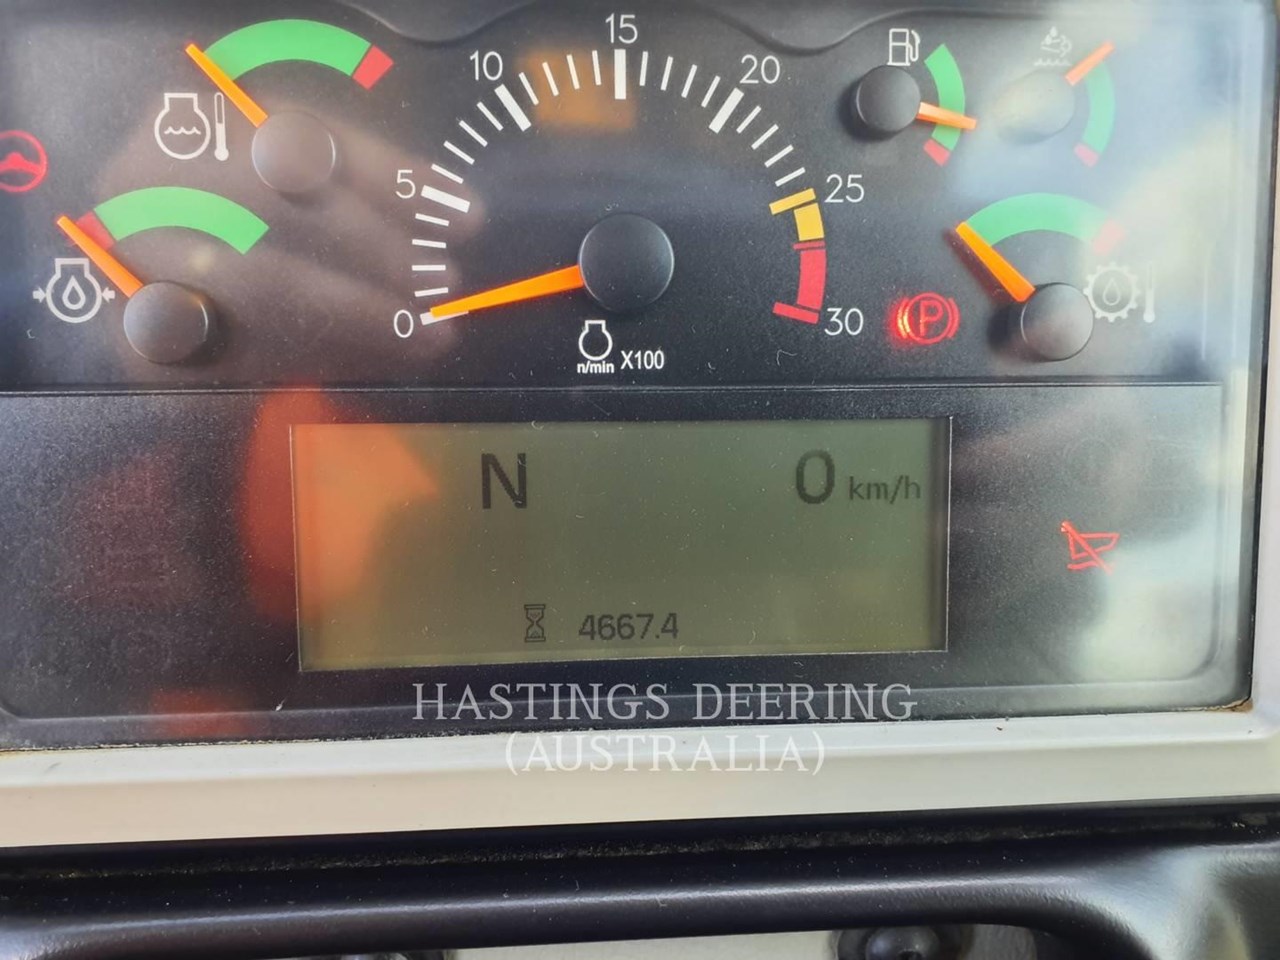 15
10
20
5
25
0
30
n/min X100
P
N
0 km/h
4667.4
HASTINGS DEERING
(AUSTRALIA)